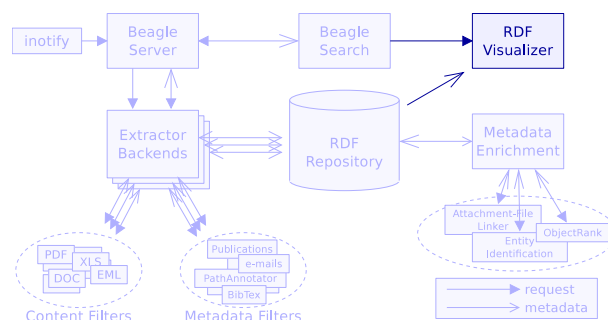 inotify
Beagle
Server
Beagle
Search
RDF
Visualizer
Extractor
Backends
RDF
Repository
Metadata
Enrichment
PDF
XLS
DOC
EML
Publications
e-mails
PathAnnotator
BibTex
Attachment-File
Linker
ObjectRank
Entity
Identification
Content Filters
Metadata Filters
request
metadata